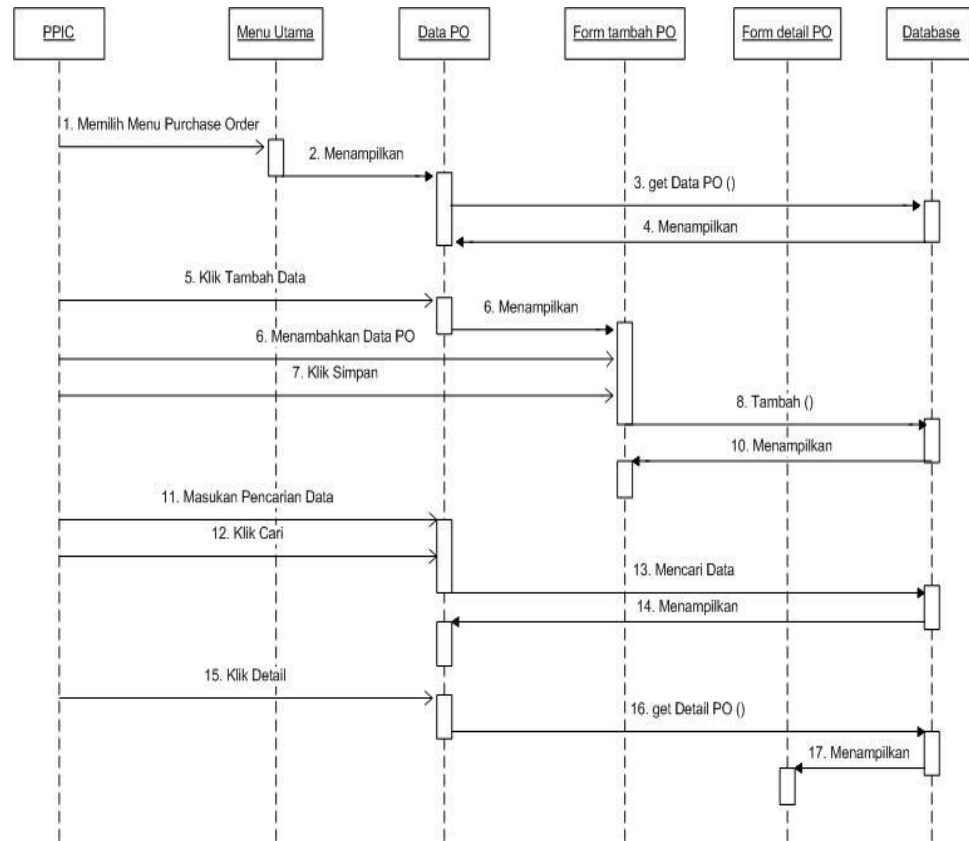 PPIC
Menu Utama
Data PO
Form tambah PO
Form detail PO
Database
1. Memilih Menu Purchase Order
2. Menampilkan
3. get Data PO ()
4. Menampilkan
5. Klik Tambah Data
6. Menampilkan
6. Menambahkan Data PO
7. Klik Simpan
8. Tambah ()
10. Menampilkan
11. Masukan Pencarian Data
12. Klik Cari
13. Mencari Data
14. Menampilkan
15. Klik Detail
16. get Detail PO ()
17. Menampilkan